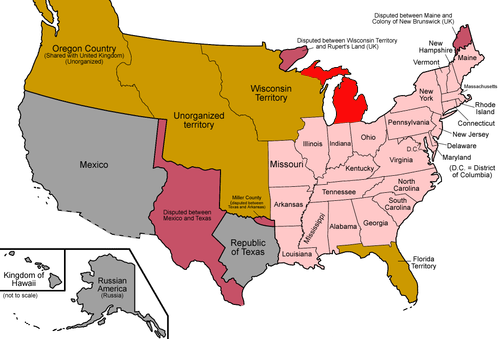 Disputed between Maine and
Colony of New Brunswick (UK)
Oregon Country
(Shared with United Kingdom)
(Unorganized)
Disputed between Wisconsin Territory
and Rupert's Land (UK)
New
Hampshire
Vermont
Maine
Wisconsin
Territory
New
York
Massachusetts
Rhode
Island
Connecticut
New Jersey
Delaware
Maryland
(D.C. = District
of Columbia)
Unorganized
territory
Pennsylvania
Illinois
Indiana
Ohio
D.C.
Mexico
Missouri
Kentucky
Virginia
Tennessee
North
Carolina
South
Carolina
Miller County
(Disputed between
Texas and Arkansas)
Arkansas
Mississippi
Alabama
Georgia
Disputed between
Mexico and Texas
Republic
of Texas
Louisiana
Florida
Territory
Kingdom of
Hawaii
(not to scale)
Russian
America
(Russia)